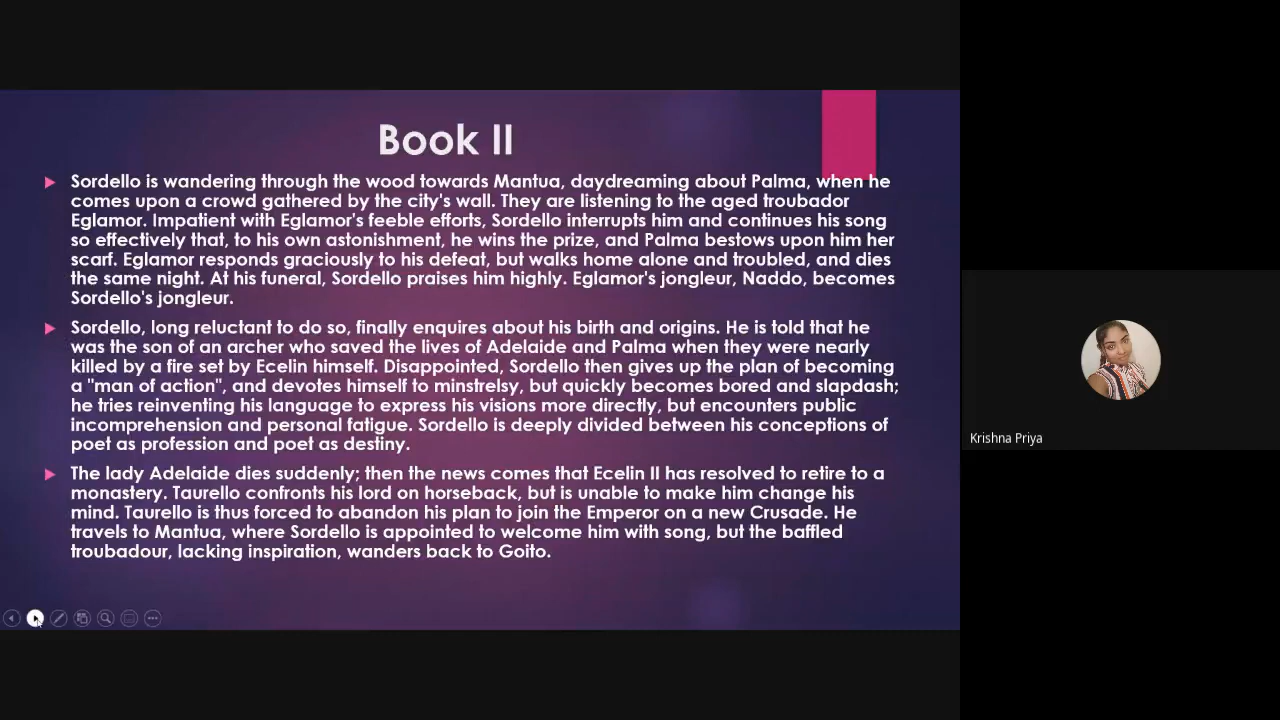 Book II
Sordello is wandering through the wood towards Mantua, daydreaming about Palma, when he
comes upon a crowd gathered by the city's wall. They are listening to the aged troubador
Eglamor. Impatient with Eglamor's feeble efforts, Sordello interrupts him and continues his song
so effectively that, to his own astonishment, he wins the prize, and Palma bestows upon him her
scarf. Eglamor responds graciously to his defeat, but walks home alone and troubled, and dies
the same night. At his funeral, Sordello praises him highly. Eglamor's jongleur, Naddo, becomes
Sordello's jongleur.
Sordello, long reluctant to do so, finally enquires about his birth and origins. He is told that he
was the son of an archer who saved the lives of Adelaide and Palma when they were nearly
killed by a fire set by Ecelin himself. Disappointed, Sordello then gives up the plan of becoming
a "man of action", and devotes himself to minstrelsy, but quickly becomes bored and slapdash;
he tries reinventing his language to express his visions more directly, but encounters public
incomprehension and personal fatigue. Sordello is deeply divided between his conceptions of
poet as profession and poet as destiny.
The lady Adelaide dies suddenly; then the news comes that Ecelin II has resolved to retire to a
monastery. Taurello confronts his lord on horseback, but is unable to make him change his
mind. Taurello is thus forced to abandon his plan to join the Emperor on a new Crusade. He
travels to Mantua, where Sordello is appointed to welcome him with song, but the baffled
troubadour, lacking inspiration, wanders back to Goito.
Krishna Priya